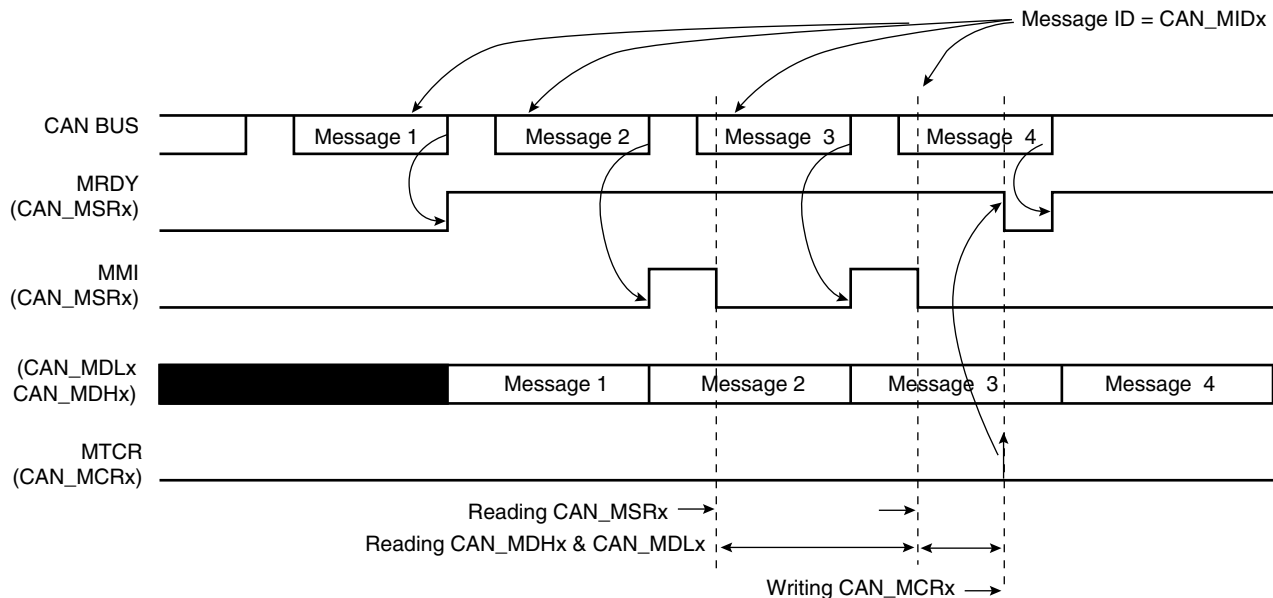 Message ID = CAN_MIDx
CAN BUS
Message 1
Message 2
Message 3
Message 4
MRDY
(CAN_MSRx)
MMI
(CAN_MSRx)
(CAN_MDLx
CAN_MDHx)
Message 1
Message 2
Message 3
Message 4
MTCR
(CAN_MCRx)
Reading CAN_MSRx
Reading CAN_MDHx & CAN_MDLx
Writing CAN_MCRx